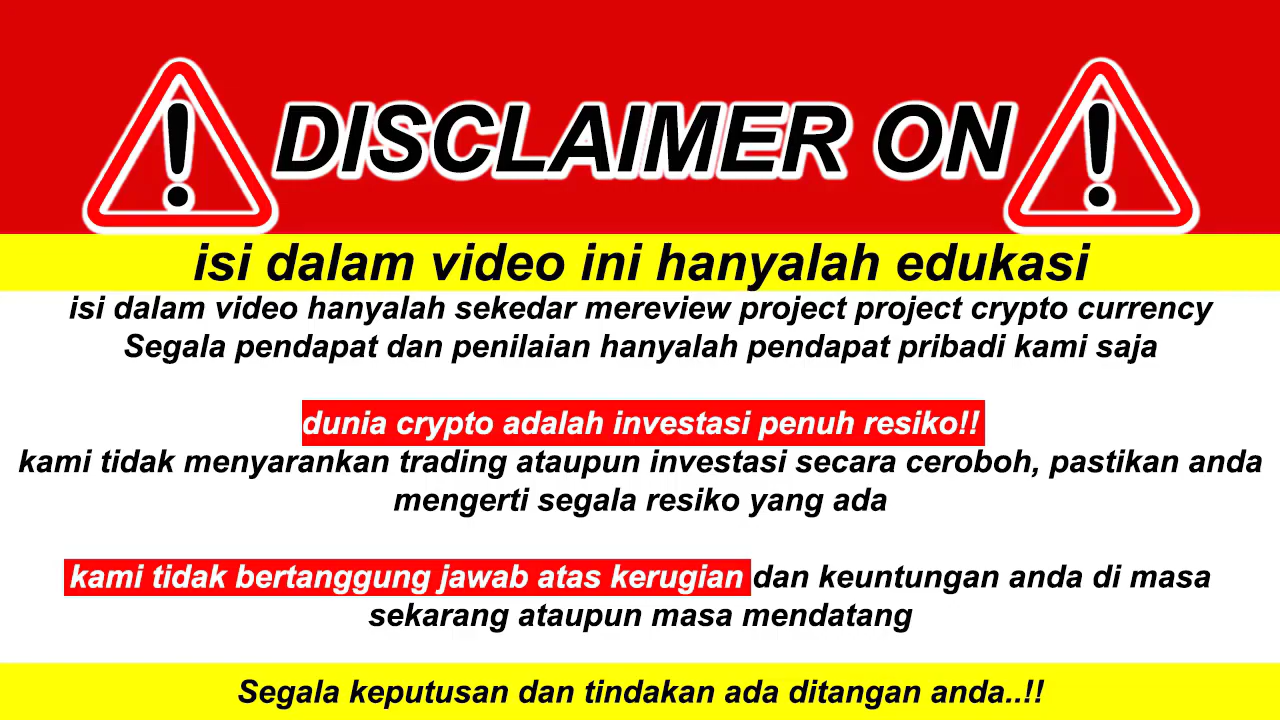 DISCLAIMER ON
isi dalam video ini hanyalah edukasi
isi dalam video hanyalah sekedar mereview project project crypto currency
Segala pendapat dan penilaian hanyalah pendapat pribadi kami saja
dunia crypto adalah investasi penuh resiko!!
kami tidak menyarankan trading ataupun investasi secara ceroboh, pastikan anda
mengerti segala resiko yang ada
kami tidak bertanggung jawab atas kerugian dan keuntungan anda di masa
sekarang ataupun masa mendatang
Segala keputusan dan tindakan ada ditangan anda..!!